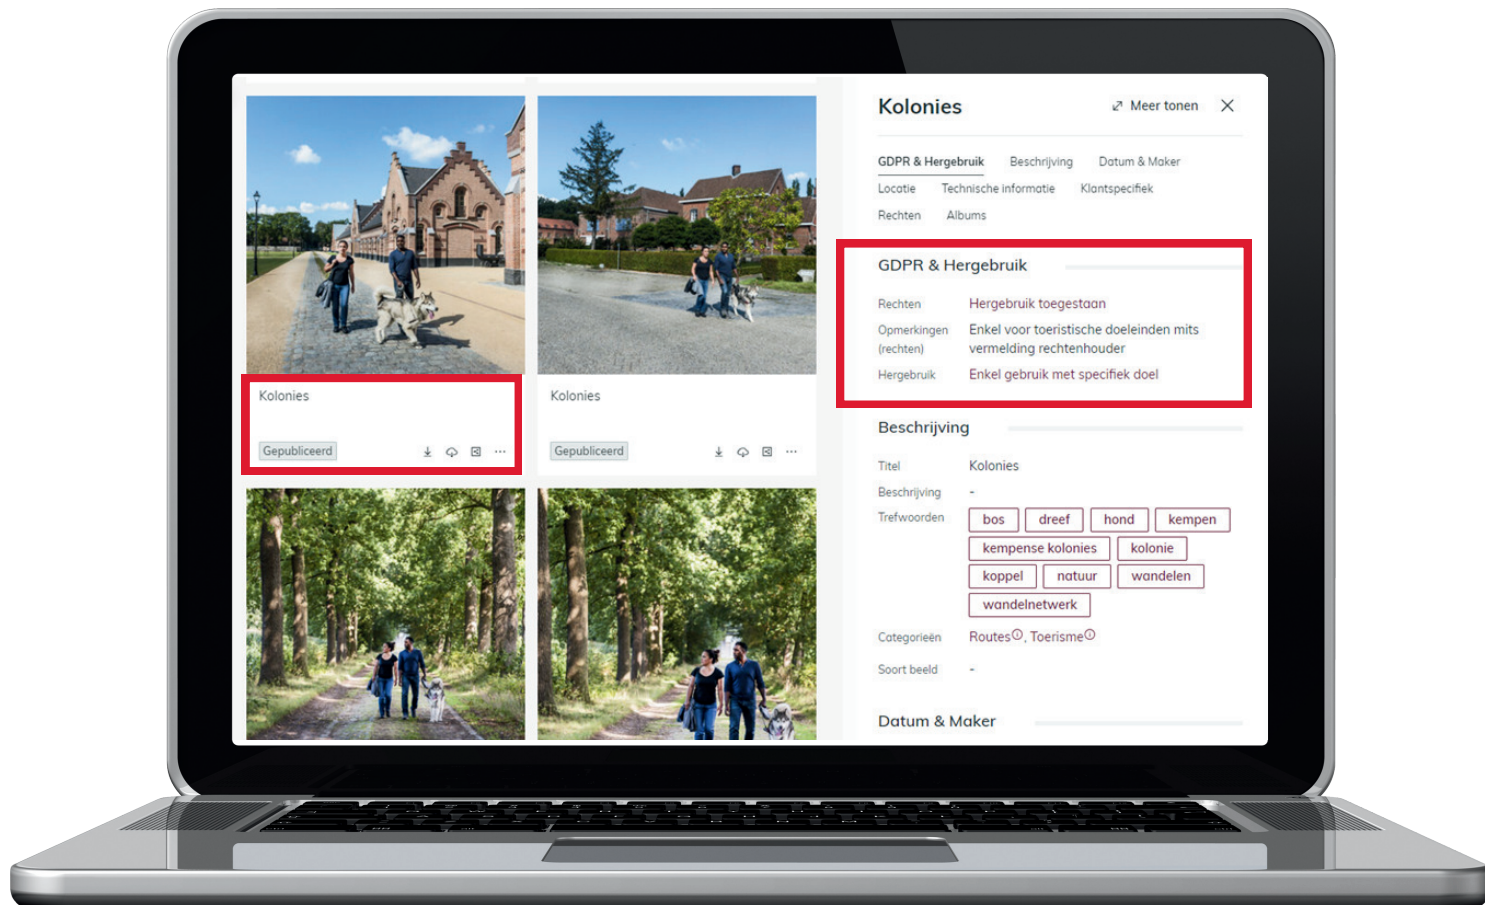 Kolonies
Gepubliceerd
Kolonies
Gepubliceerd
Kolonies
Meer tonen
GDPR & Hergebruik Beschrijving Datum & Maker
Locatie Technische informatie Klantspecifiek
Rechten Albums
GDPR & Hergebruik
Rechten Hergebruik toegestaan
Opmerkingen (rechten) Enkel voor toeristische doeleinden mits
vermelding rechtenhouder
Hergebruik Enkel gebruik met specifiek doel
Beschrijving
Titel Kolonies
Beschrijving -
Trefwoorden bos dreef hond kempen
kempense kolonies kolonie
koppel natuur wandelen
wandelnetwerk
Categorieën Routes, Toerisme
Soort beeld -
Datum & Maker